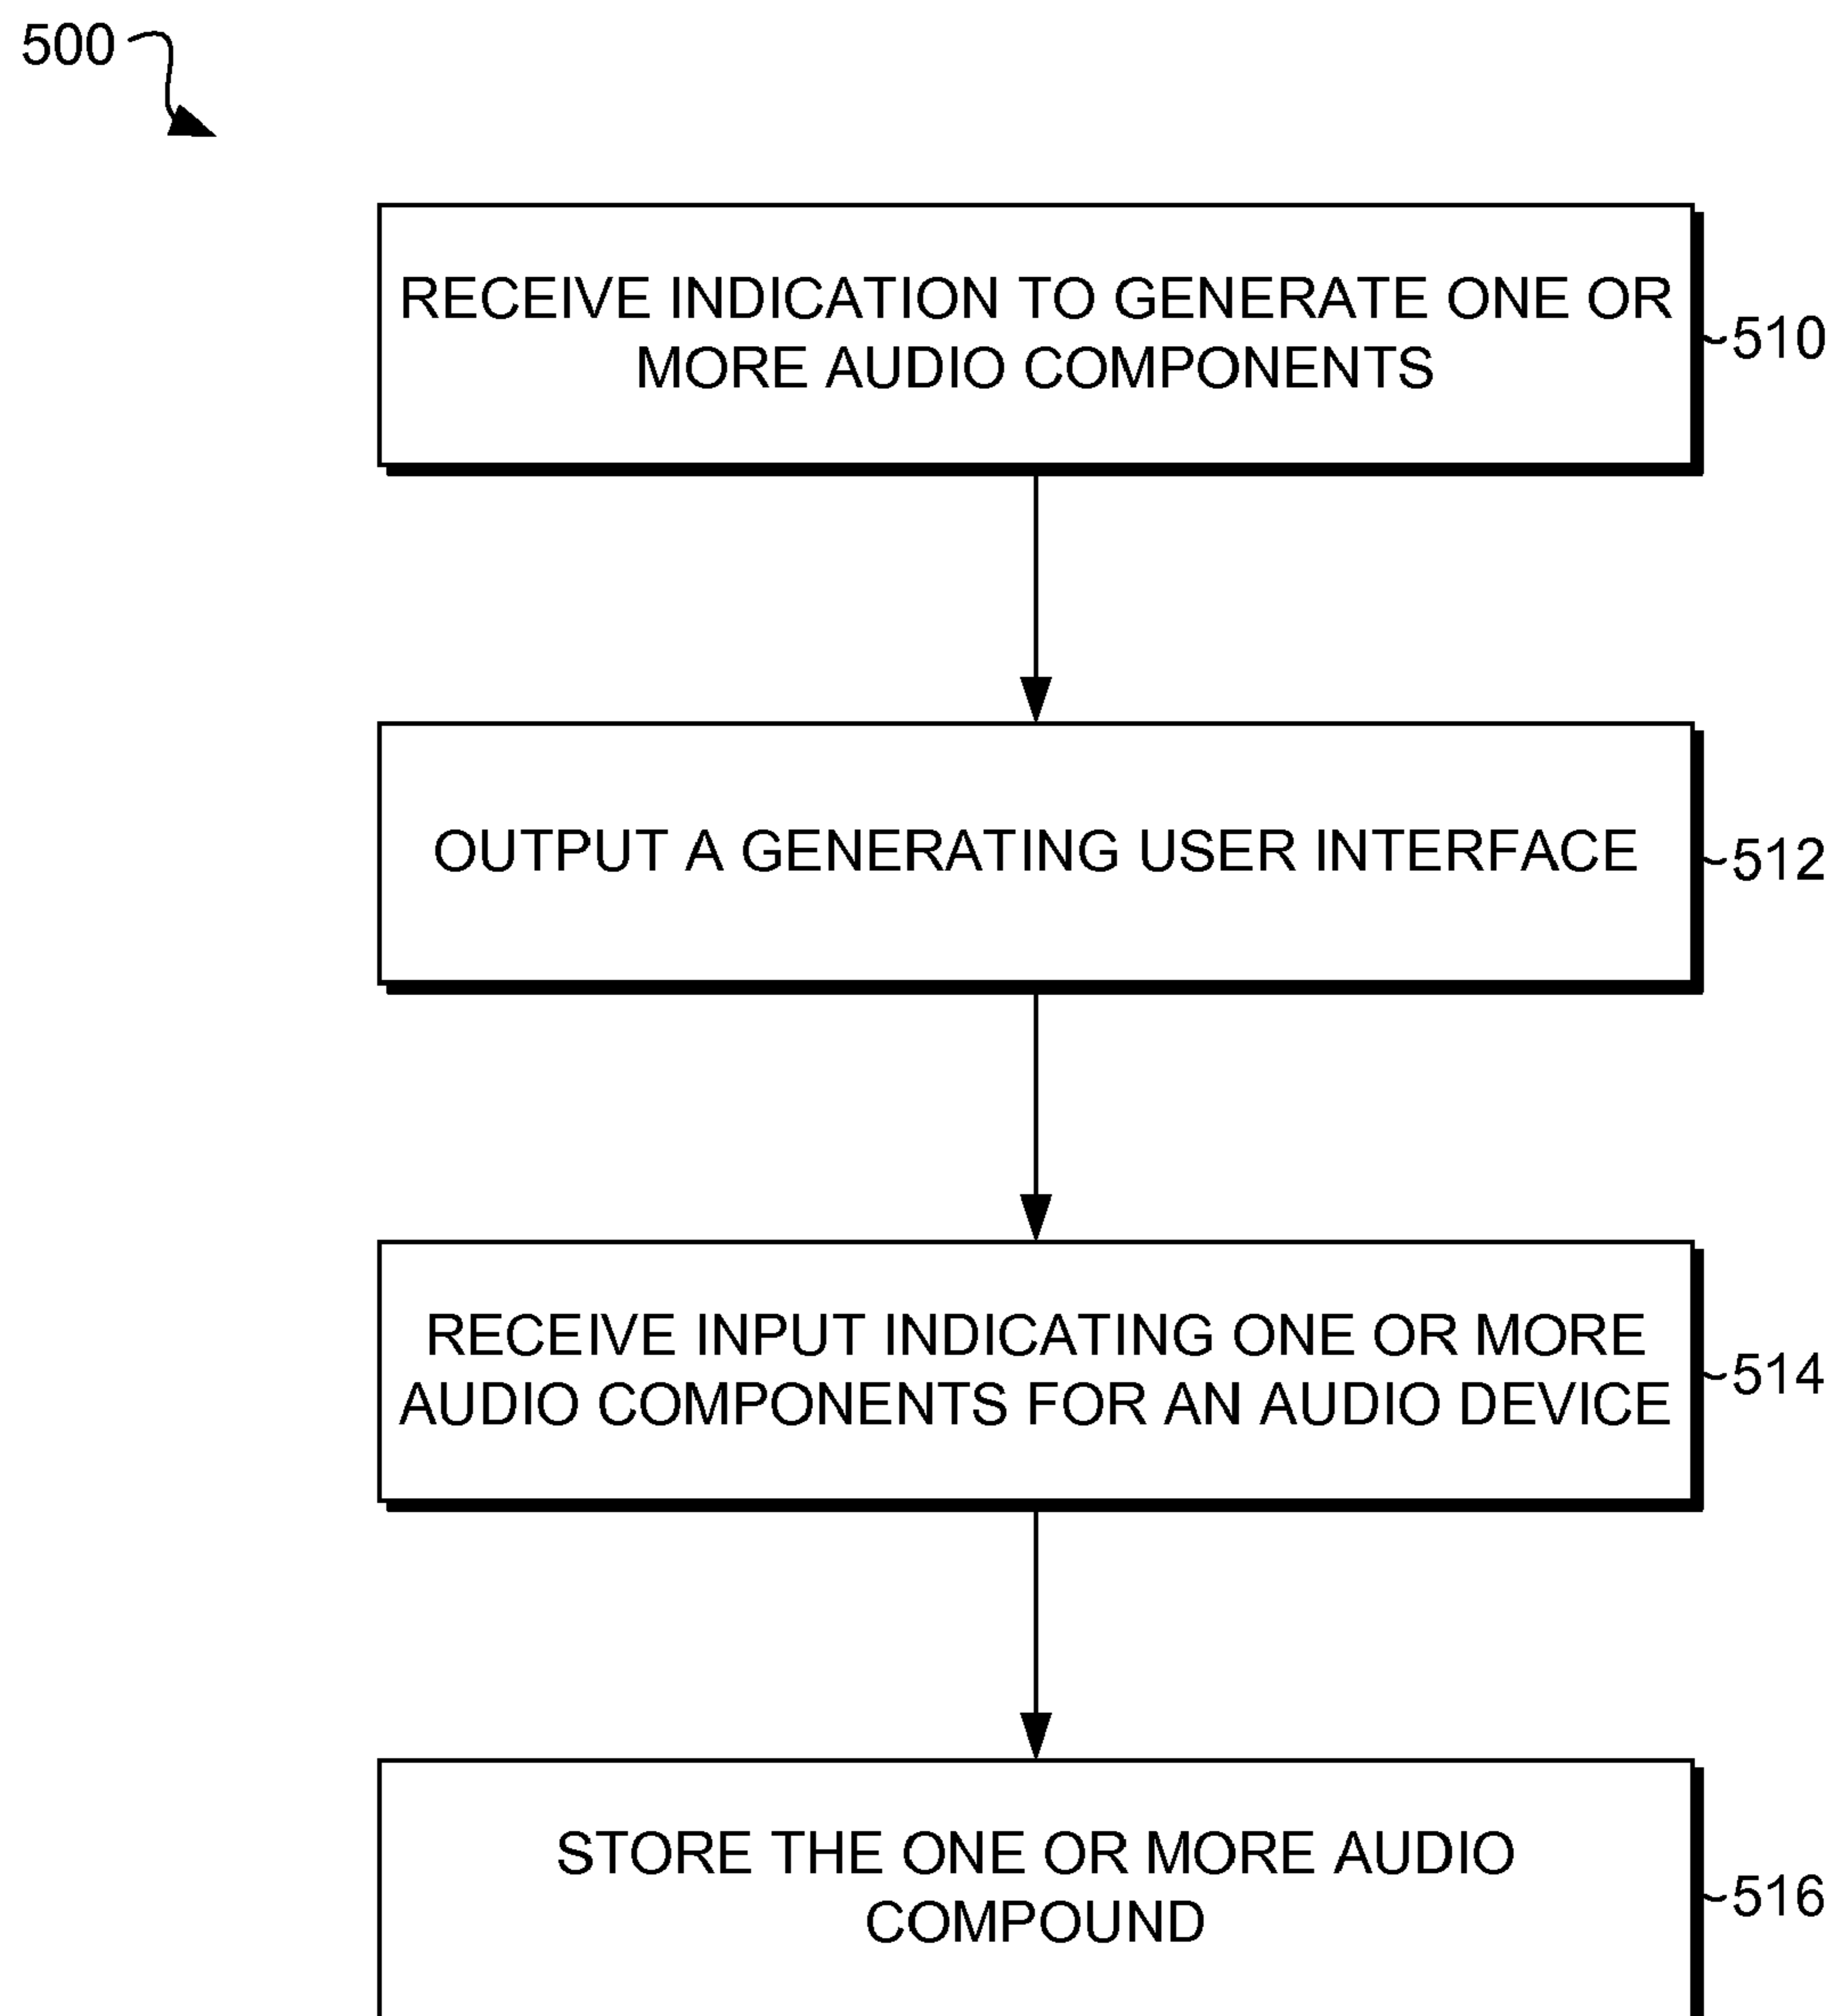 500
RECEIVE INDICATION TO GENERATE ONE OR
MORE AUDIO COMPONENTS
510
OUTPUT A GENERATING USER INTERFACE
512
RECEIVE INPUT INDICATING ONE OR MORE
AUDIO COMPONENTS FOR AN AUDIO DEVICE
514
STORE THE ONE OR MORE AUDIO
COMPOUND
516